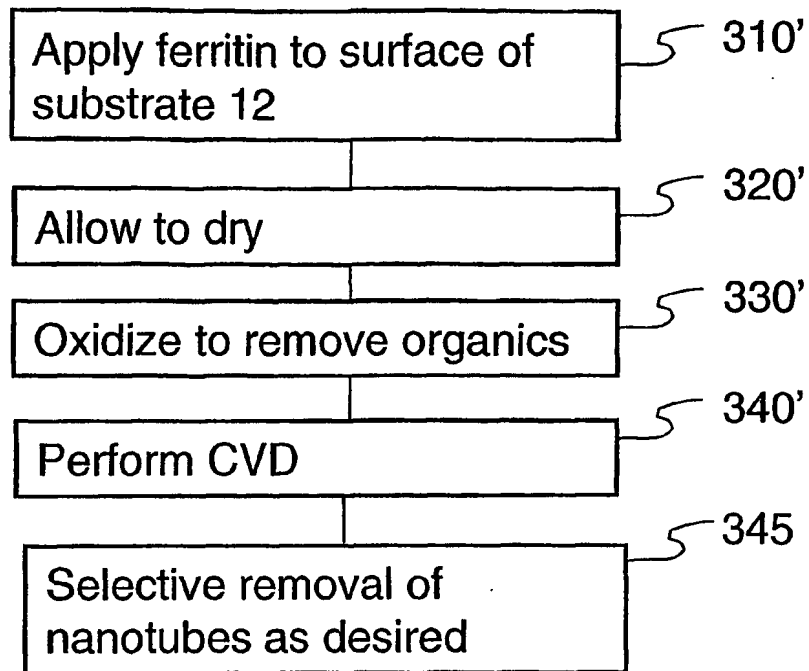 Apply ferritin to surface of
substrate 12
310'
Allow to dry
320'
Oxidize to remove organics
330'
Perform CVD
340'
Selective removal of
nanotubes as desired
345